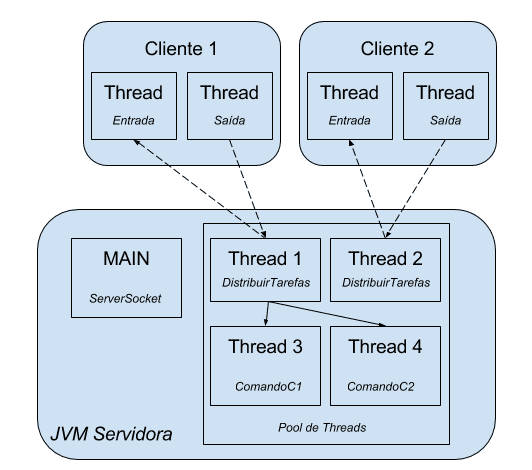 Cliente 1
Thread
Entrada
Thread
Saída
Cliente 2
Thread
Entrada
Thread
Saída
MAIN
ServerSocket
Thread 1
DistribuirTarefas
Thread 2
DistribuirTarefas
Thread 3
ComandoC1
Thread 4
ComandoC2
Pool de Threads
JVM Servidora